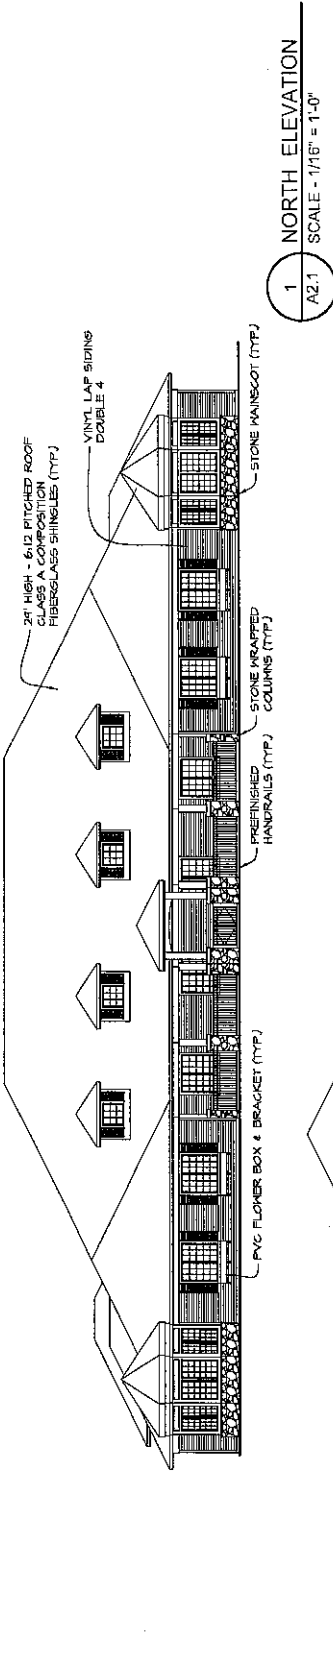 29' HIGH - 6:12 PITCHED ROOF
CLASS A COMPOSITION
FIBERGLASS SHINGLES (TYP.)
VINYL LAP SIDING
DOUBLE 4
PVC FLOWER BOX & BRACKET (TYP.)
PREFINISHED
HANDRAILS (TYP.)
STONE WRAPPED
COLUMNS (TYP.)
STONE WAINSCOT (TYP.)
1
A2.1
NORTH ELEVATION
SCALE - 1/16" = 1'-0"